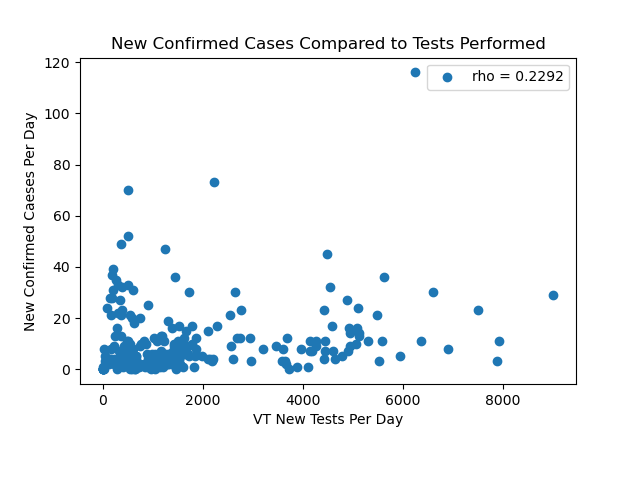 New Confirmed Cases Compared to Tests Performed
rho = 0.2292
120
100
80
60
40
20
0
New Confirmed Caeses Per Day
0 2000 4000 6000 8000
VT New Tests Per Day